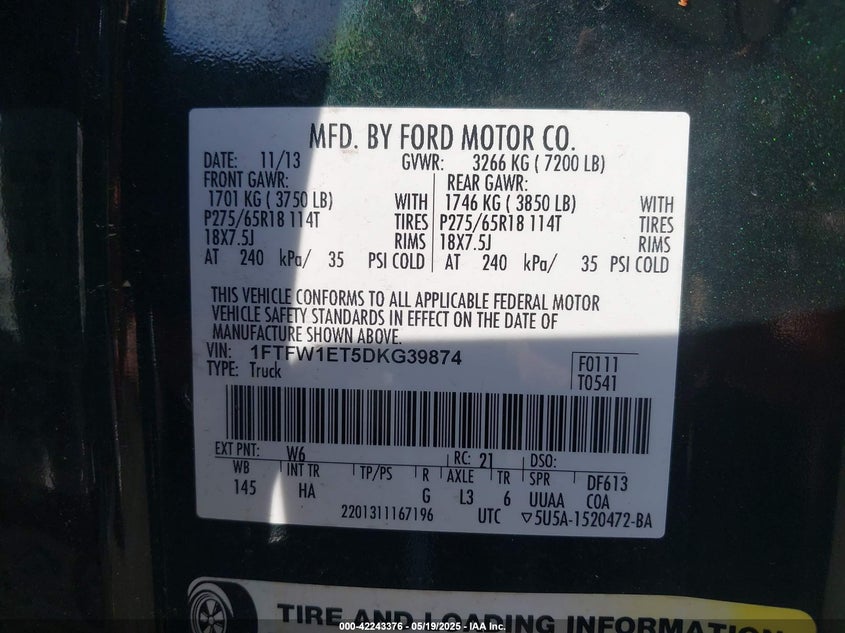 MFD. BY FORD MOTOR CO.
DATE: 11/13 GVWR: 3266 KG ( 7200 LB)
FRONT GAWR: REAR GAWR:
1701 KG ( 3750 LB) WITH 1746 KG ( 3850 LB) WITH
P275/65R18 114T TIRES P275/65R18 114T TIRES
18X7.5J RIMS 18X7.5J RIMS
AT 240 kPa/ 35 PSI COLD AT 240 kPa/ 35 PSI COLD
THIS VEHICLE CONFORMS TO ALL APPLICABLE FEDERAL MOTOR
VEHICLE SAFETY STANDARDS IN EFFECT ON THE DATE OF
MANUFACTURE SHOWN ABOVE.
VIN: 1FTFW1ET5DKG39874 F0111
TYPE: Truck T0541
EXT PNT: W6 RC: 21 DSO:
WB INT TR TP/PS R AXLE TR SPR DF613
145 HA G L3 6 UUAA COA
2201311167196 UTC ▽5U5A-1520472-BA
TIRE AND LOADING INFORMATION
000-42243376 - 05/19/2025 - IAA Inc.